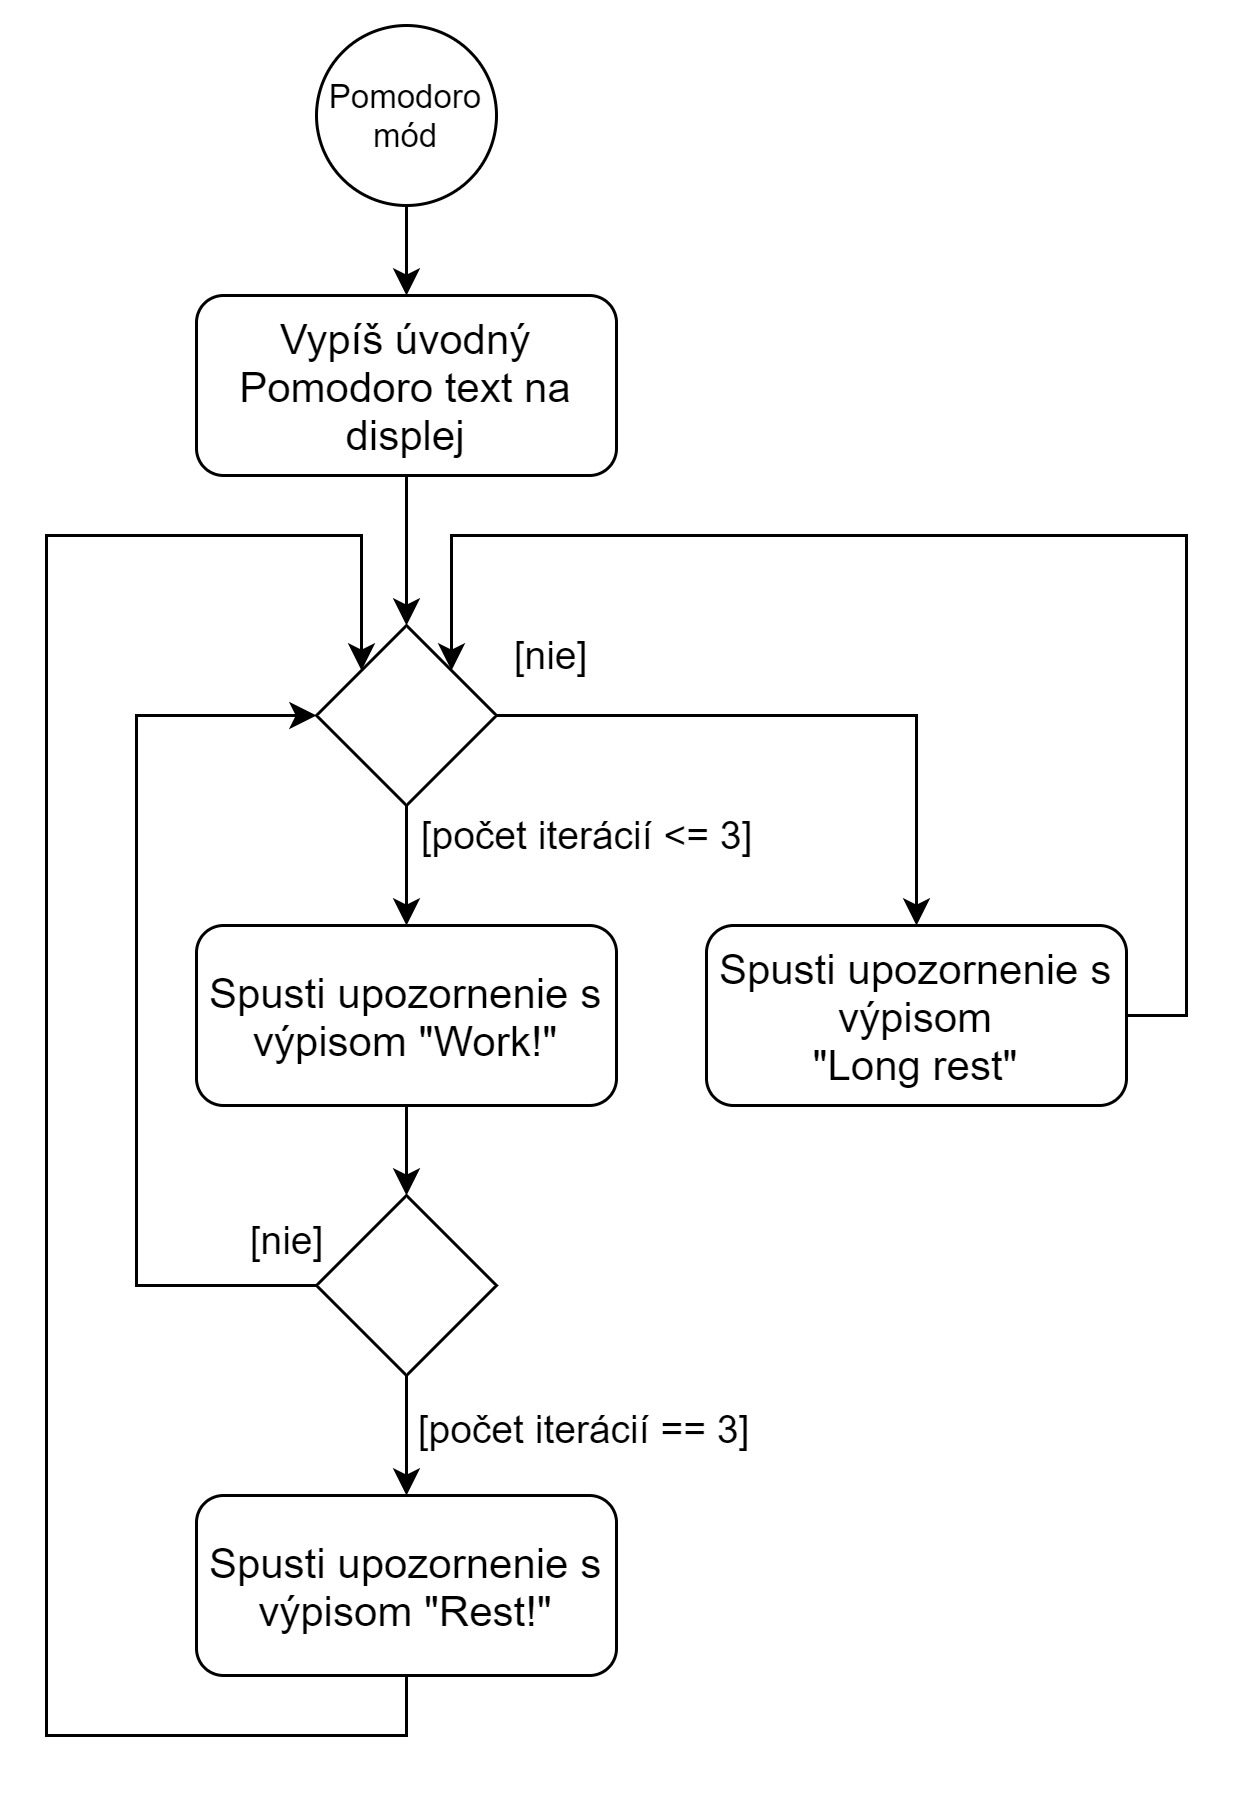 Pomodoro
mód
Vypíš úvodný
Pomodoro text na
displej
[nie]
[počet iterácií <= 3]
Spusti upozornenie s
výpisom "Work!"
Spusti upozornenie s
výpisom
"Long rest"
[nie]
[počet iterácií == 3]
Spusti upozornenie s
výpisom "Rest!"